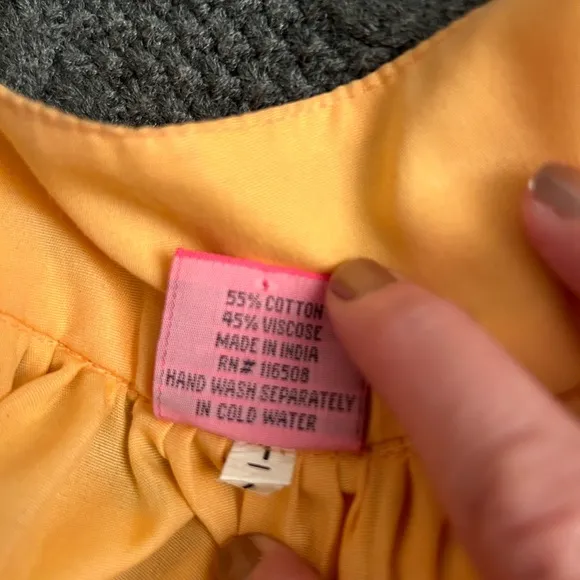 55% COTTON
45% VISCOSE
MADE IN INDIA
RN# 116508
HAND WASH SEPARATELY
IN COLD WATER